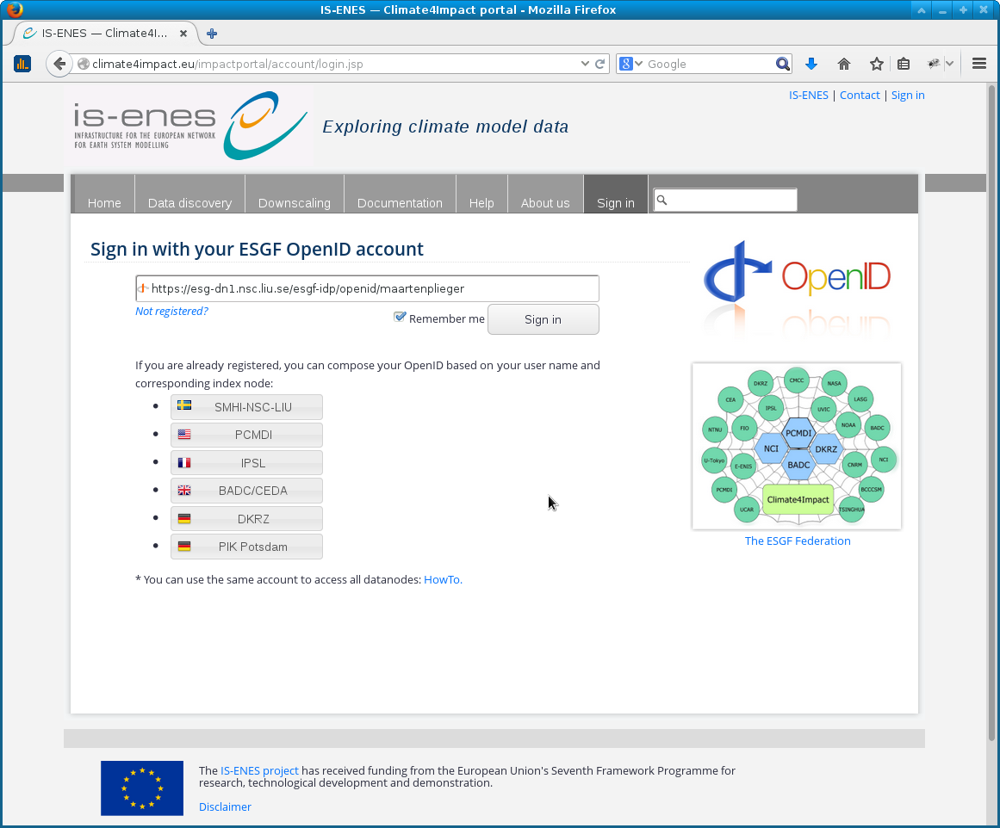 IS-ENES — Climate4Impact portal - Mozilla Firefox
IS-ENES — Climate4I...
climate4impact.eu/impactportal/account/login.jsp
8
Google
IS-ENES | Contact | Sign in
is-enes
INFRASTRUCTURE FOR THE EUROPEAN NETWORK
FOR EARTH SYSTEM MODELLING
Exploring climate model data
Home
Data discovery
Downscaling
Documentation
Help
About us
Sign in
Sign in with your ESGF OpenID account
https://esg-dn1.nsc.liu.se/esgf-idp/openid/maartenplieger
Not registered?
Remember me
Sign in
If you are already registered, you can compose your OpenID based on your user name and
corresponding index node:
SMHI-NSC-LIU
PCMDI
IPSL
BADC/CEDA
DKRZ
PIK Potsdam
* You can use the same account to access all datanodes: HowTo.
OpenID
CMCC
DKRZ
NASA
CEA
IPSL
UVIC
LASG
NTNU
FIO
PCMDI
NOAA
BADC
NCI
DKRZ
U-Tokyo
E-ENIS
BADC
CNRM
NCI
PCMDI
Climate4Impact
BCCCSM
UCAR
TSINGHUA
The ESGF Federation
The IS-ENES project has received funding from the European Union's Seventh Framework Programme for
research, technological development and demonstration.
Disclaimer